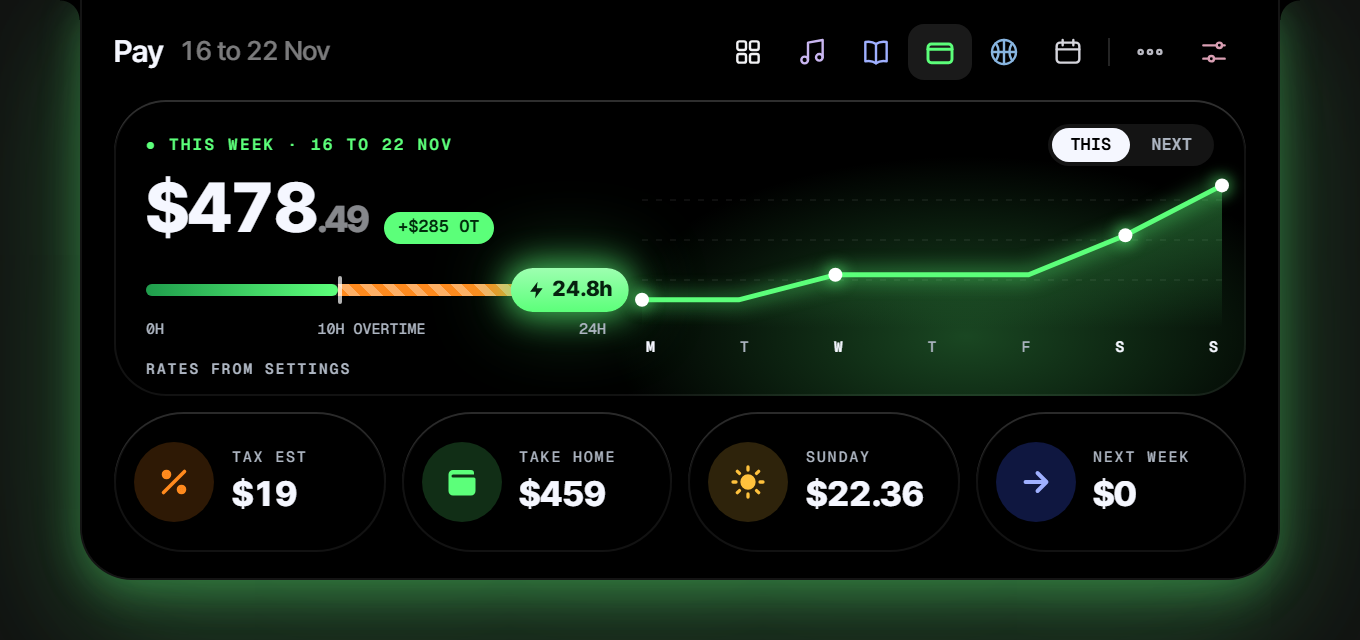 Pay 16 to 22 Nov
• THIS WEEK · 16 TO 22 NOV
THIS NEXT
$478.49 +$285 OT
24.8h
0H 10H OVERTIME 24H
M T W T F S S
RATES FROM SETTINGS
TAX EST
$19
TAKE HOME
$459
SUNDAY
$22.36
NEXT WEEK
$0